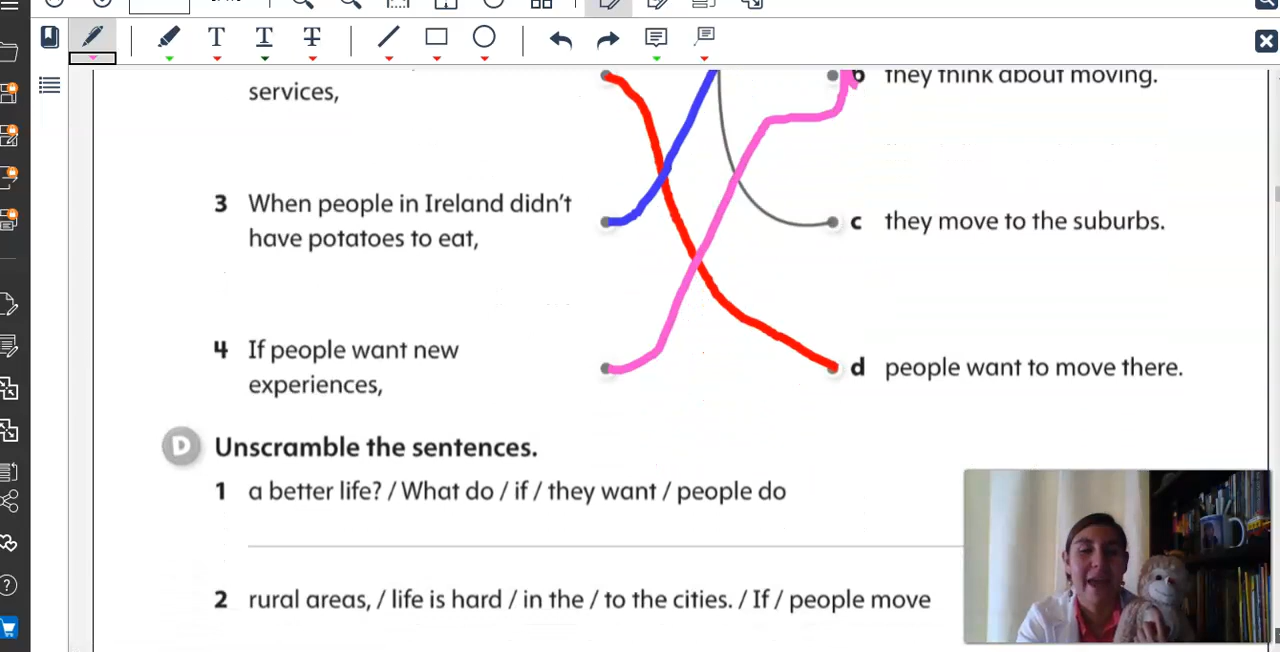 b they think about moving.
services,
3 When people in Ireland didn't
have potatoes to eat,
c they move to the suburbs.
4 If people want new
experiences,
d people want to move there.
D Unscramble the sentences.
1 a better life? / What do / if / they want / people do
2 rural areas, / life is hard / in the / to the cities. / If / people move